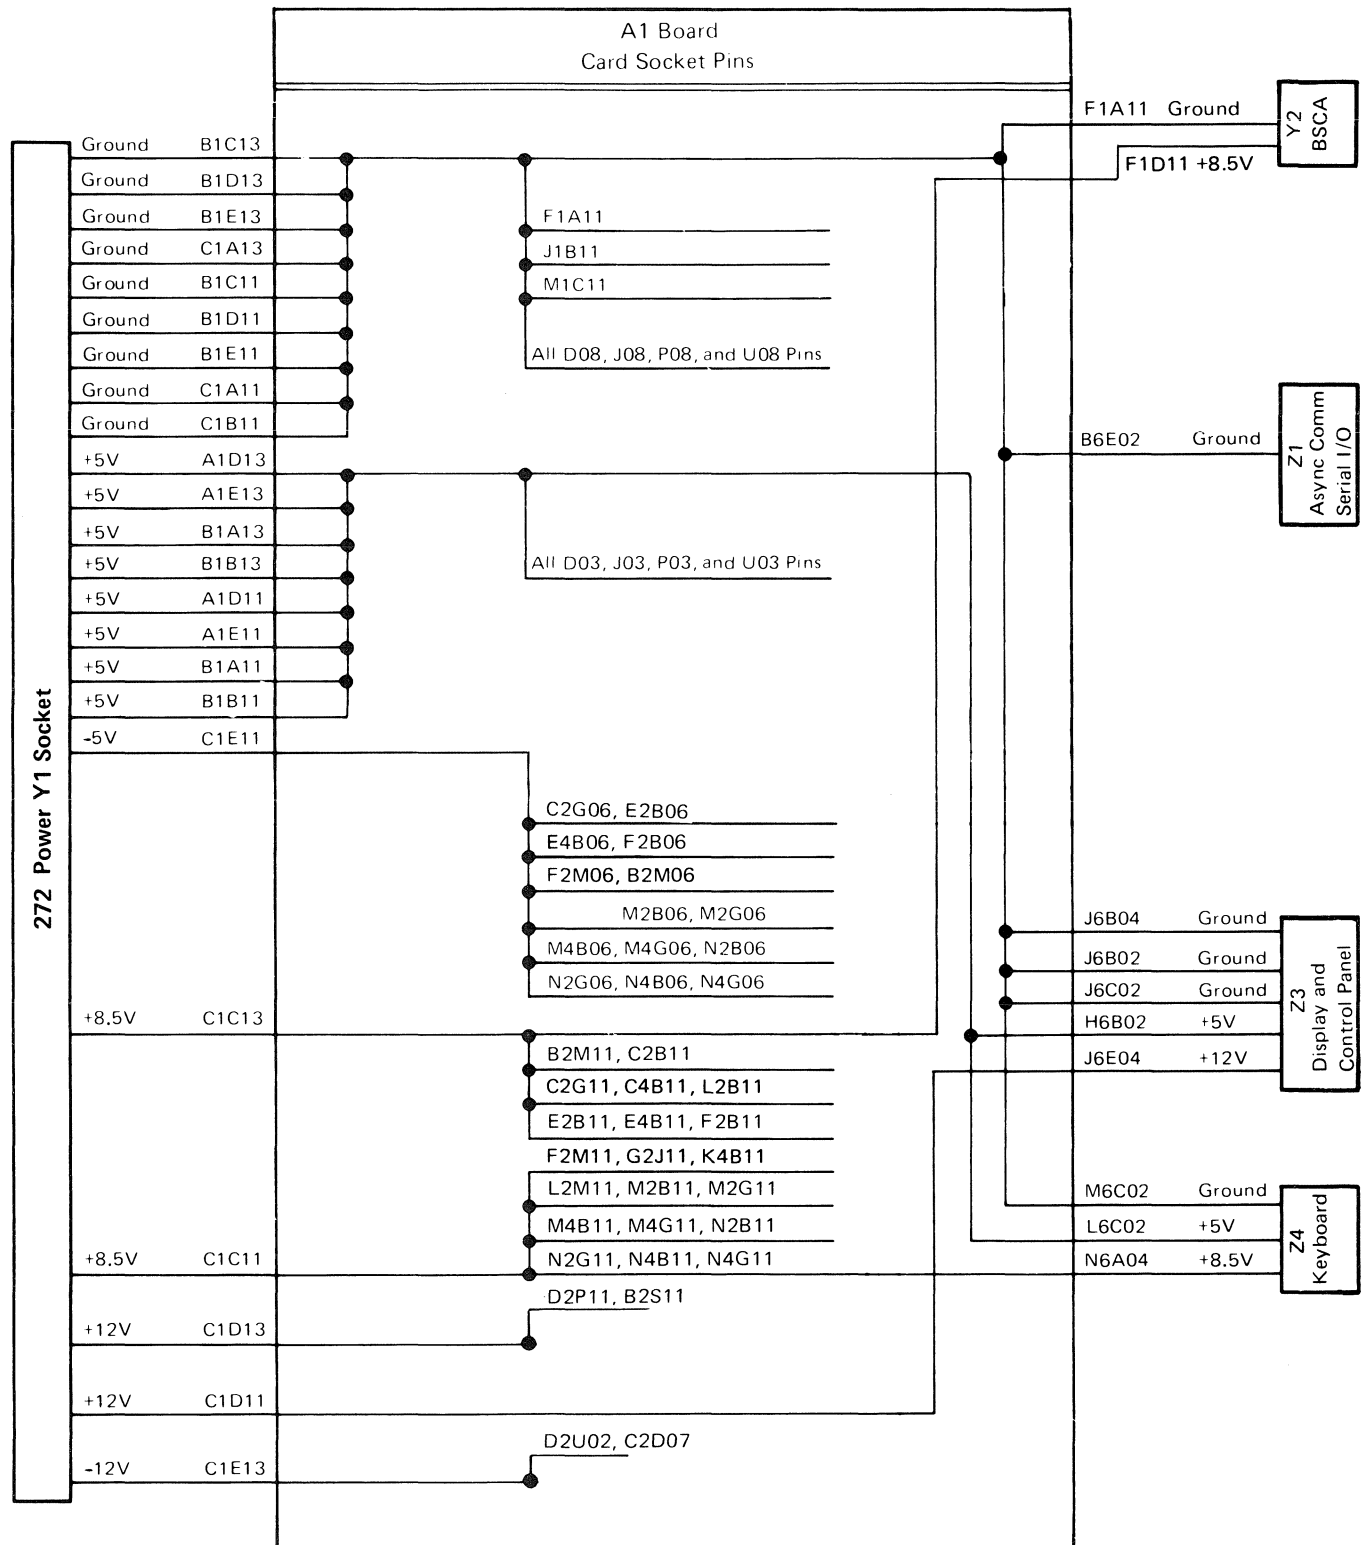 A1 Board
Card Socket Pins
272 Power Y1 Socket
Ground B1C13
Ground B1D13
Ground B1E13
Ground C1A13
Ground B1C11
Ground B1D11
Ground B1E11
Ground C1A11
Ground C1B11
+5V A1D13
+5V A1E13
+5V B1A13
+5V B1B13
+5V A1D11
+5V A1E11
+5V B1A11
+5V B1B11
-5V C1E11
+8.5V C1C13
+8.5V C1C11
+12V C1D13
+12V C1D11
-12V C1E13
F1A11
J1B11
M1C11
All D08, J08, P08, and U08 Pins
All D03, J03, P03, and U03 Pins
C2G06, E2B06
E4B06, F2B06
F2M06, B2M06
M2B06, M2G06
M4B06, M4G06, N2B06
N2G06, N4B06, N4G06
B2M11, C2B11
C2G11, C4B11, L2B11
E2B11, E4B11, F2B11
F2M11, G2J11, K4B11
L2M11, M2B11, M2G11
M4B11, M4G11, N2B11
N2G11, N4B11, N4G11
D2P11, B2S11
D2U02, C2D07
F1A11 Ground
F1D11 +8.5V
Y2
BSCA
B6E02 Ground
Z1
Async Comm
Serial I/O
J6B04 Ground
J6B02 Ground
J6C02 Ground
H6B02 +5V
J6E04 +12V
Z3
Display and
Control Panel
M6C02 Ground
L6C02 +5V
N6A04 +8.5V
Z4
Keyboard